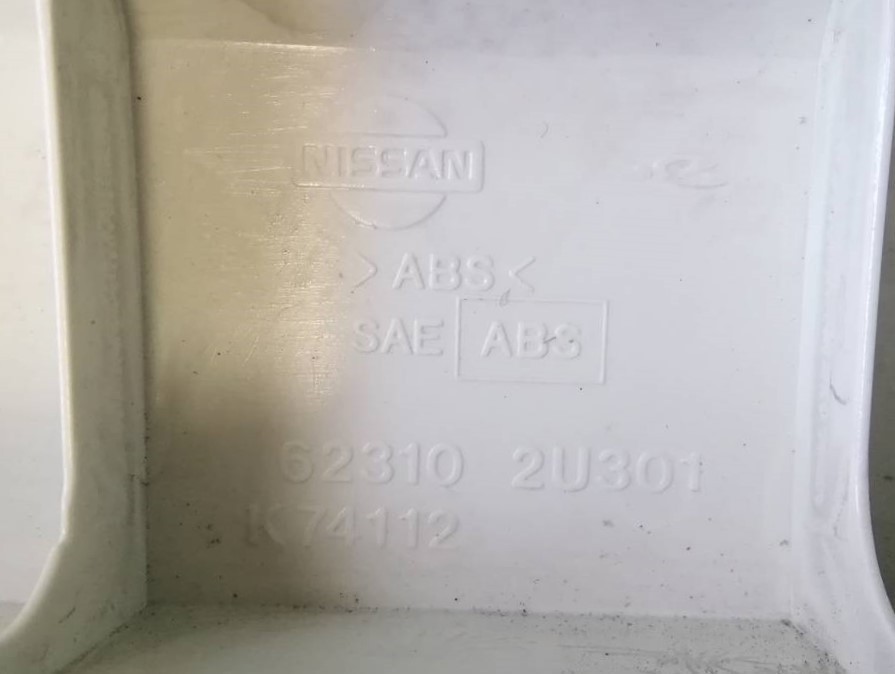 NISSAN
>ABS<
SAE ABS
62310 2U301
K74112